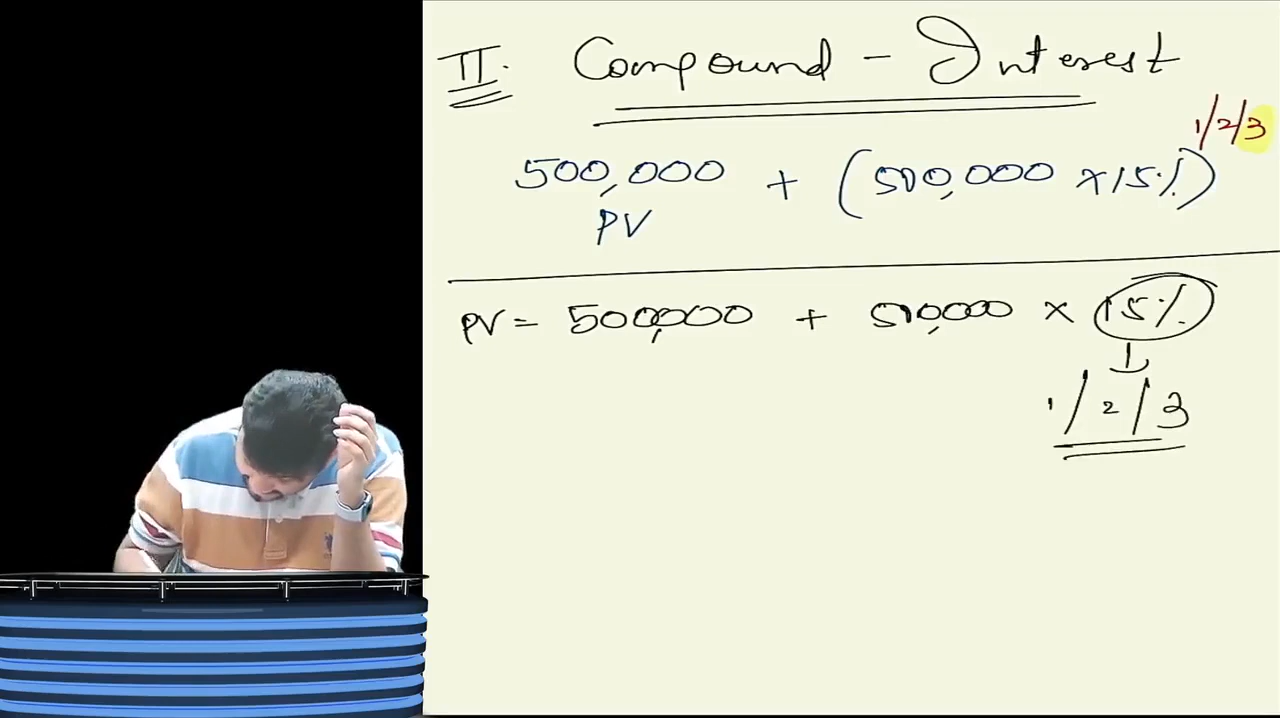 II. Compound - Interest
1/2/3
500,000 + (500,000 x 15%)
PV
PV = 500,000 + 500,000 x 15%
1/2/3